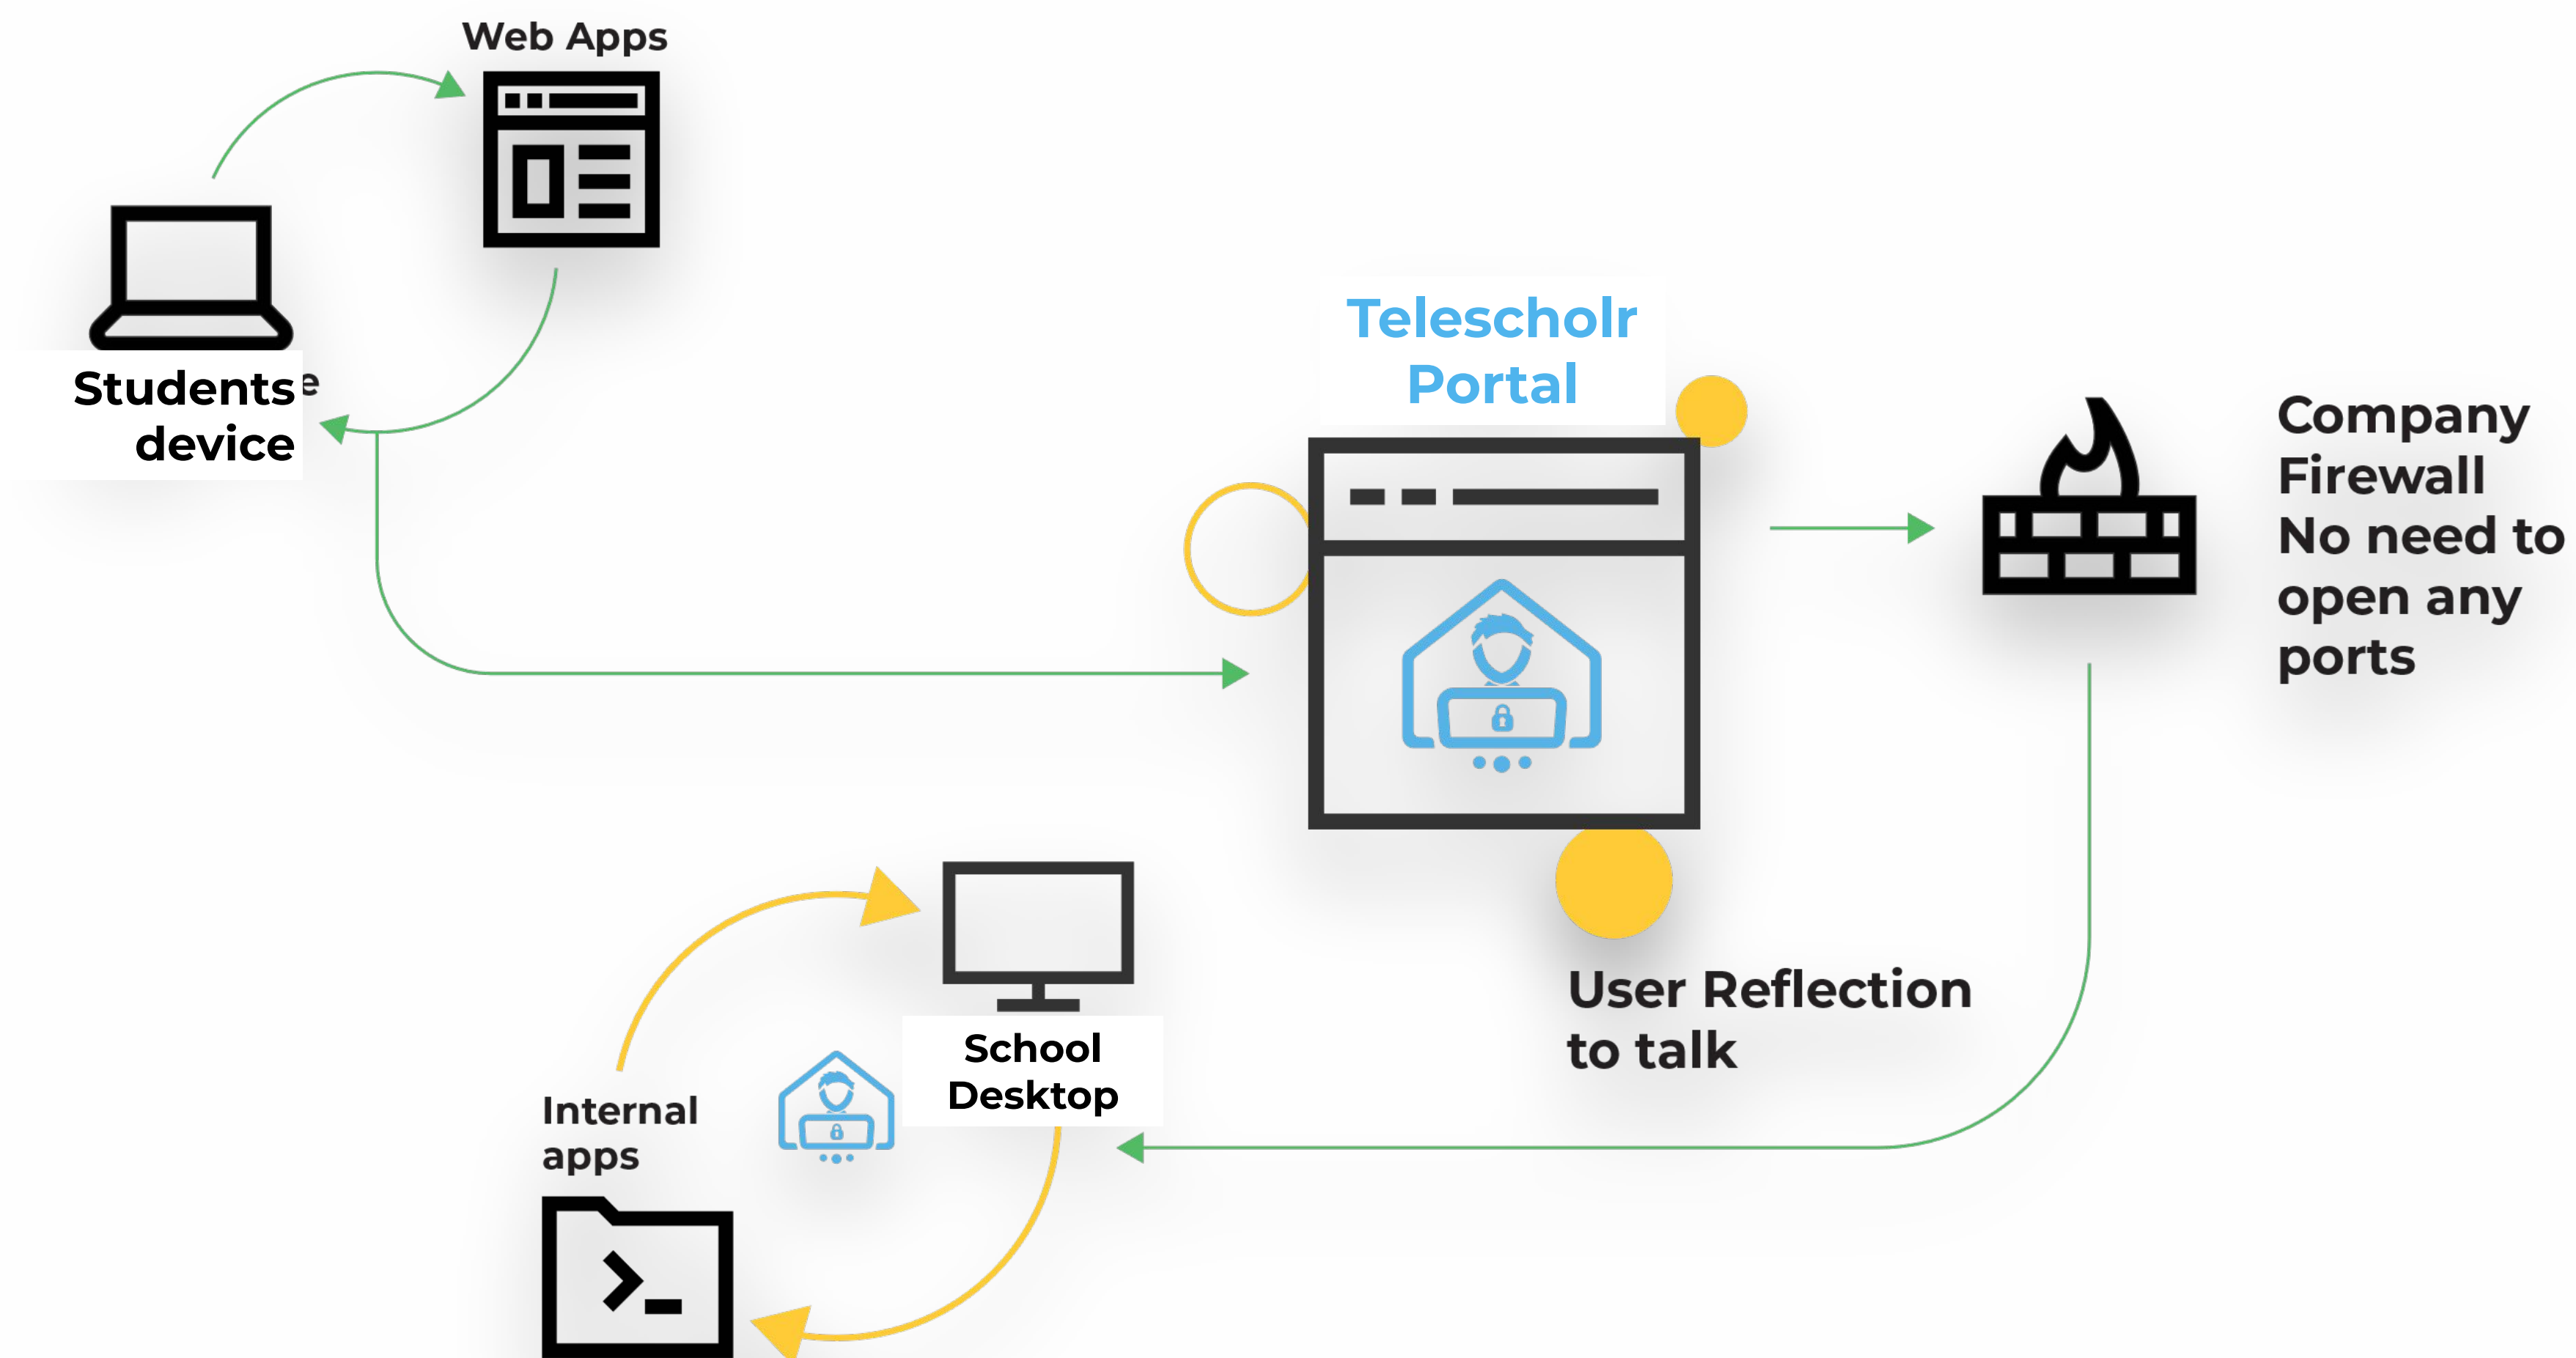 Web Apps
Students
device
Telescholr
Portal
Company
Firewall
No need to
open any
ports
User Reflection
to talk
School
Desktop
Internal
apps